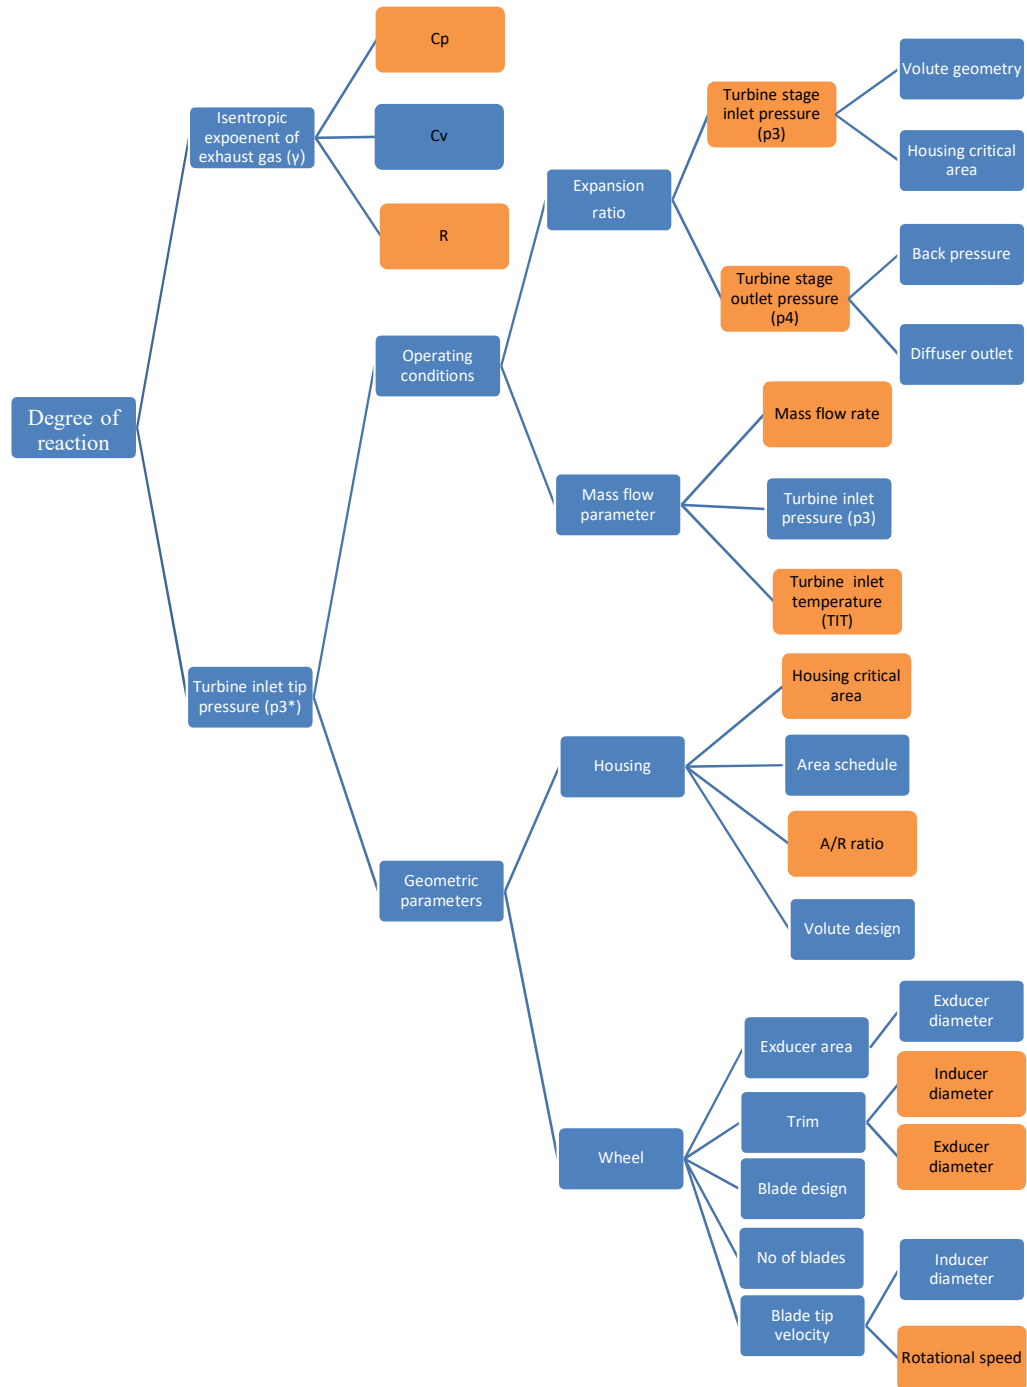 Degree of
reaction
Isentropic
expoenent of
exhaust gas (γ)
Cp
Cv
R
Turbine inlet tip
pressure (p3*)
Operating
conditions
Expansion
ratio
Turbine stage
inlet pressure
(p3)
Volute geometry
Housing critical
area
Turbine stage
outlet pressure
(p4)
Back pressure
Diffuser outlet
Mass flow
parameter
Mass flow rate
Turbine inlet
pressure (p3)
Turbine inlet
temperature
(TIT)
Geometric
parameters
Housing
Housing critical
area
Area schedule
A/R ratio
Volute design
Wheel
Exducer area
Exducer
diameter
Trim
Inducer
diameter
Exducer
diameter
Blade design
No of blades
Blade tip
velocity
Inducer
diameter
Rotational speed